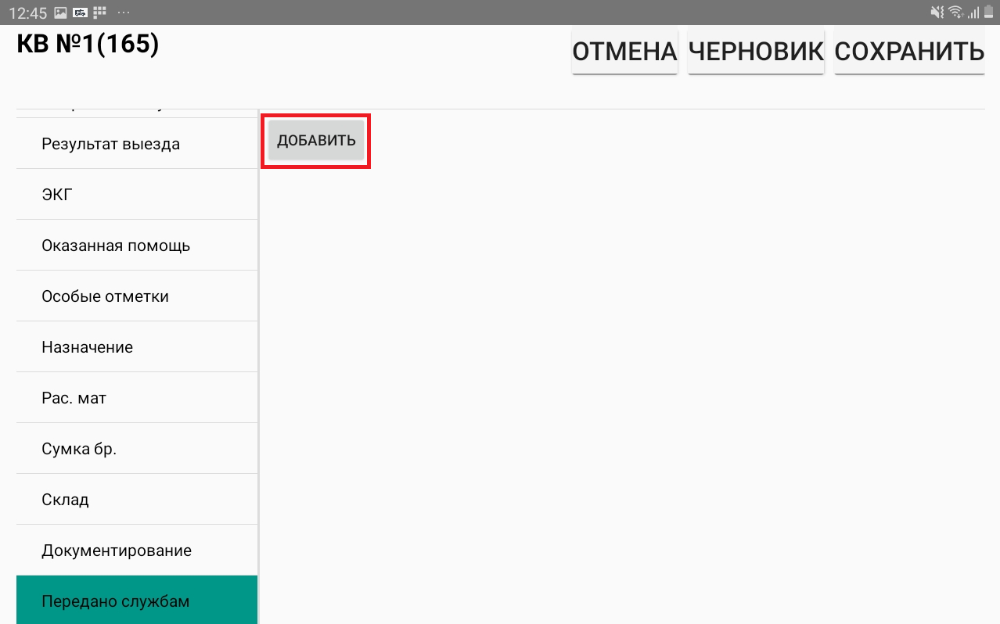 12:45
КВ №1(165)
ОТМЕНА ЧЕРНОВИК СОХРАНИТЬ
Результат выезда
ДОБАВИТЬ
ЭКГ
Оказанная помощь
Особые отметки
Назначение
Рас. мат
Сумка бр.
Склад
Документирование
Передано службам